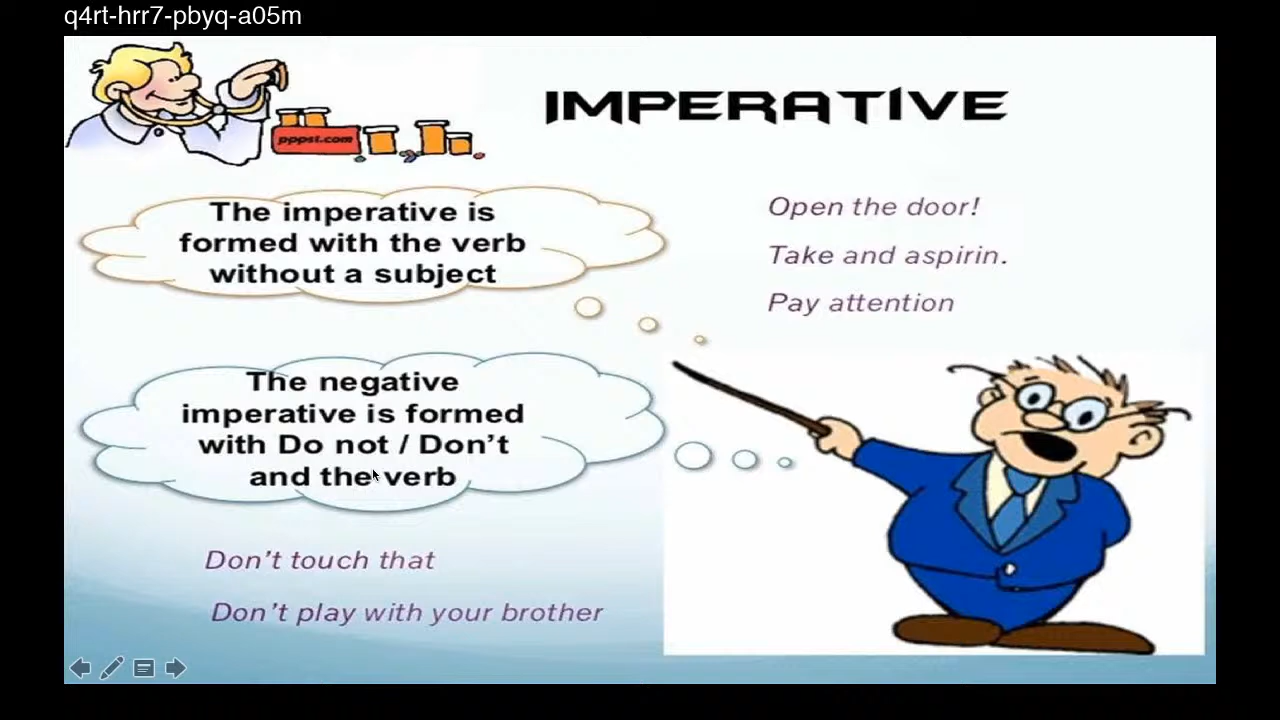 q4rt-hrr7-pbyq-a05m
IMPERATIVE
pppst.com
The imperative is
formed with the verb
without a subject
Open the door!
Take and aspirin.
Pay attention
The negative
imperative is formed
with Do not / Don’t
and the verb
Don’t touch that
Don’t play with your brother